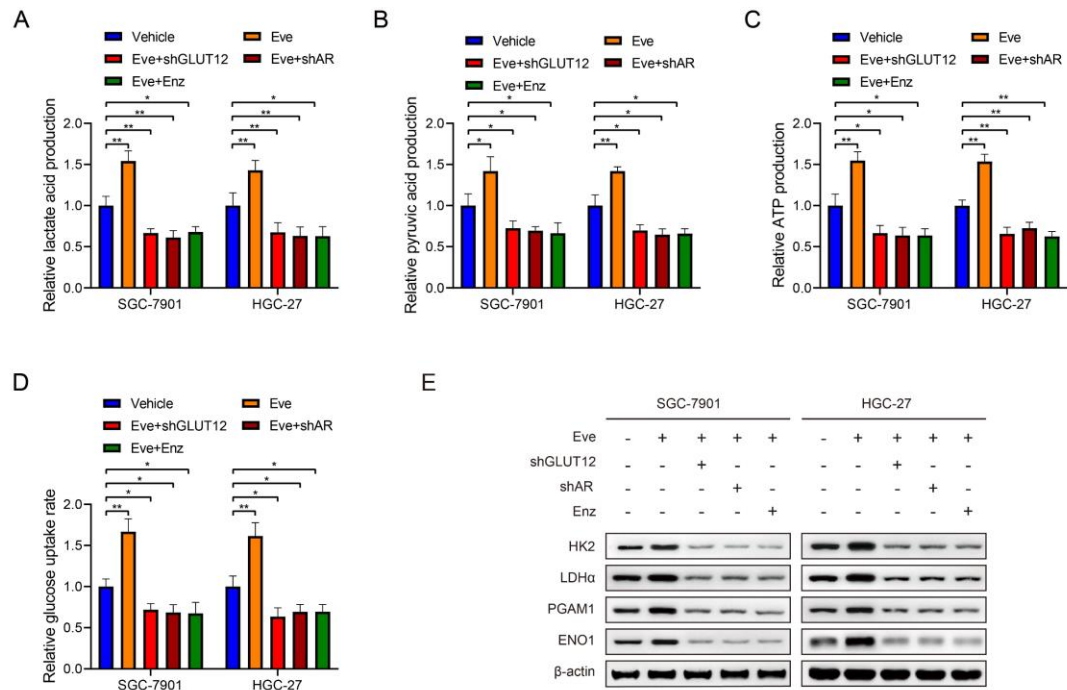 A
Vehicle Eve
Eve+shGLUT12 Eve+shAR
Eve+Enz
* *
** **
** **
** **
Relative lactate acid production
2.0
1.5
1.0
0.5
0.0
SGC-7901 HGC-27
B
Vehicle Eve
Eve+shGLUT12 Eve+shAR
Eve+Enz
* *
* *
* *
* **
Relative pyruvic acid production
2.0
1.5
1.0
0.5
0.0
SGC-7901 HGC-27
C
Vehicle Eve
Eve+shGLUT12 Eve+shAR
Eve+Enz
* **
* **
* **
** **
Relative ATP production
2.0
1.5
1.0
0.5
0.0
SGC-7901 HGC-27
D
Vehicle Eve
Eve+shGLUT12 Eve+shAR
Eve+Enz
* *
* *
* *
** **
Relative glucose uptake rate
2.0
1.5
1.0
0.5
0.0
SGC-7901 HGC-27
E
SGC-7901 HGC-27
Eve - + + + + - + + + +
shGLUT12 - - + - - - - + - -
shAR - - - + - - - - + -
Enz - - - - + - - - - +
HK2
LDHα
PGAM1
ENO1
β-actin